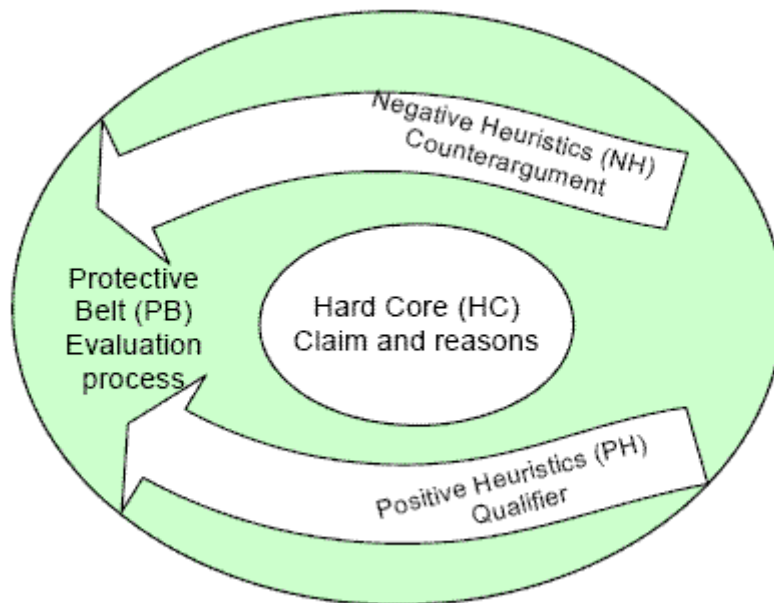 Negative Heuristics (NH)
Counterargument
Protective
Belt (PB)
Evaluation
process
Hard Core (HC)
Claim and reasons
Positive Heuristics (PH)
Qualifier